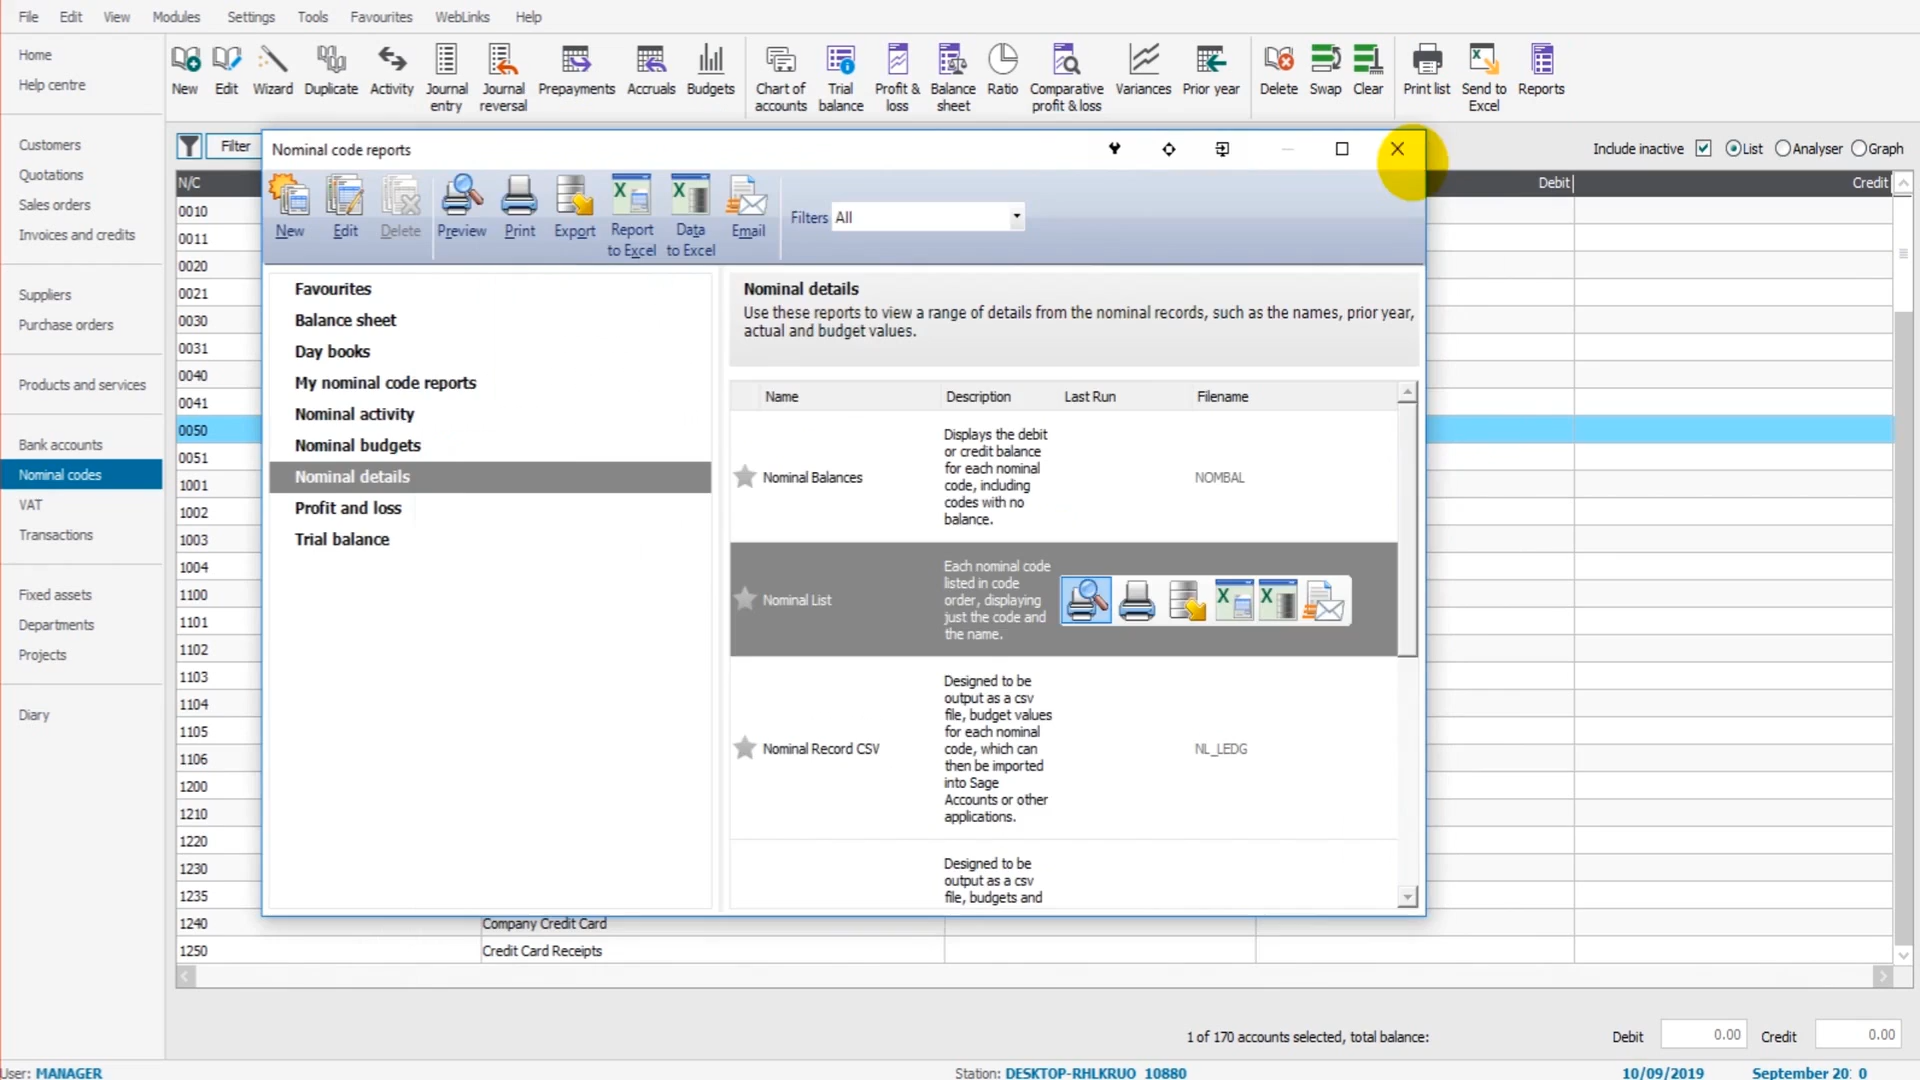 File Edit View Modules Settings Tools Favourites WebLinks Help
Home
Help centre
Customers
Quotations
Sales orders
Invoices and credits
Suppliers
Purchase orders
Products and services
Bank accounts
Nominal codes
VAT
Transactions
Fixed assets
Departments
Projects
Diary
New Edit Wizard Duplicate Activity Journal entry Journal reversal Prepayments Accruals Budgets Chart of accounts Trial balance Profit & loss Balance sheet Ratio Comparative profit & loss Variances Prior year Delete Swap Clear Print list Send to Excel Reports
Filter
Include inactive List Analyser Graph
N/C Debit Credit
0010
0011
0020
0021
0030
0031
0040
0041
0050
0051
1001
1002
1003
1004
1100
1101
1102
1103
1104
1105
1106
1200
1210
1220
1230
1235
1240 Company Credit Card
1250 Credit Card Receipts
Nominal code reports
New Edit Delete Preview Print Export Report to Excel Data to Excel Email
Filters All
Favourites
Balance sheet
Day books
My nominal code reports
Nominal activity
Nominal budgets
Nominal details
Profit and loss
Trial balance
Nominal details
Use these reports to view a range of details from the nominal records, such as the names, prior year,
actual and budget values.
Name Description Last Run Filename
Nominal Balances
Displays the debit
or credit balance
for each nominal
code, including
codes with no
balance.
NOMBAL
Nominal List
Each nominal code
listed in code
order, displaying
just the code and
the name.
Nominal Record CSV
Designed to be
output as a csv
file, budget values
for each nominal
code, which can
then be imported
into Sage
Accounts or other
applications.
NL_LEDG
Designed to be
output as a csv
file, budgets and
1 of 170 accounts selected, total balance: Debit 0.00 Credit 0.00
User: MANAGER Station: DESKTOP-RHLKRUO_10880 10/09/2019 September